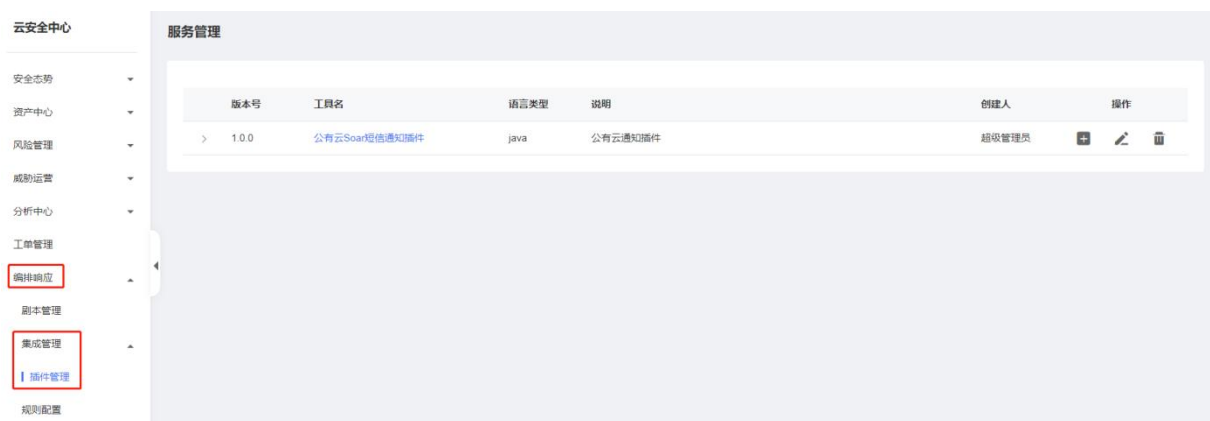 云安全中心
服务管理
安全态势
资产中心
风险管理
威胁运营
分析中心
工单管理
编排响应
剧本管理
集成管理
插件管理
规则配置
版本号 工具名 语言类型 说明 创建人 操作
1.0.0 公有云Soar短信通知插件 java 公有云通知插件 超级管理员